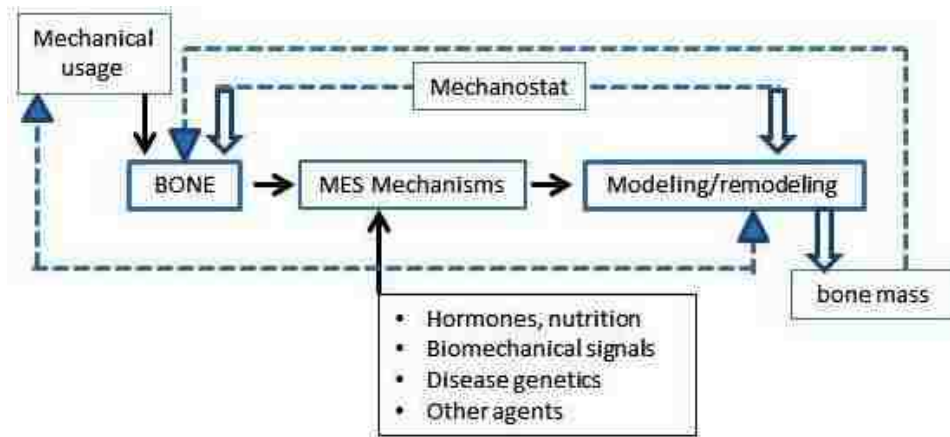 Mechanical
usage
Mechanostat
BONE
MES Mechanisms
Modeling/remodeling
bone mass
• Hormones, nutrition
• Biomechanical signals
• Disease genetics
• Other agents